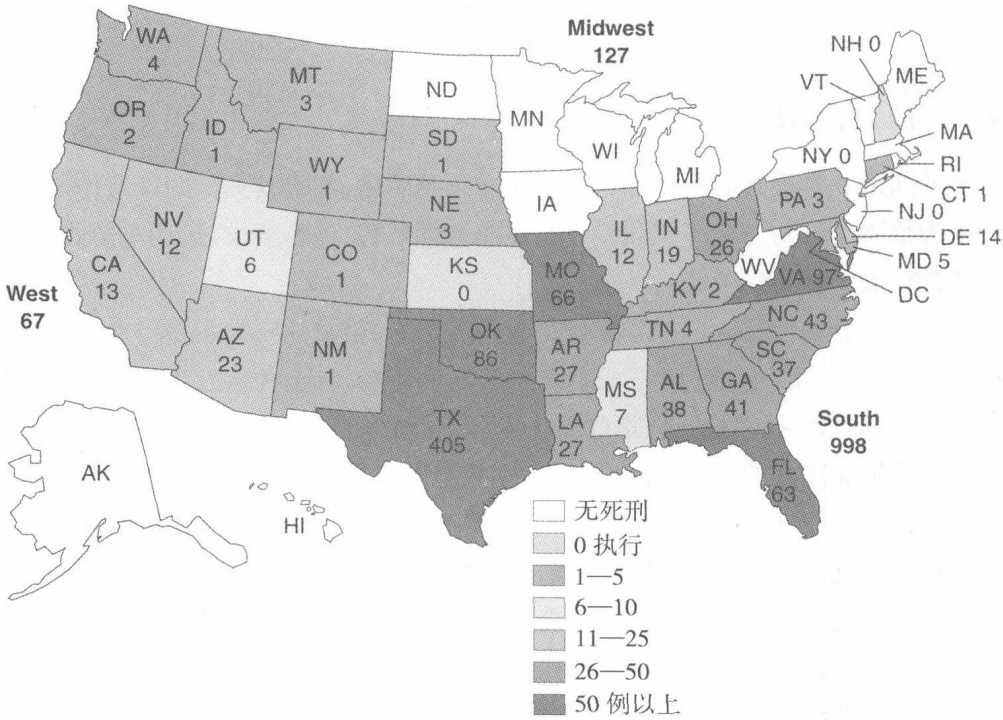 Midwest
127
NH 0
VT
ME
WA
4
MT
3
ND
MN
OR
2
ID
1
SD
1
WI
MI
NY 0
MA
RI
CT 1
WY
1
NE
3
IA
PA 3
NJ 0
DE 14
MD 5
DC
NV
12
UT
6
CO
1
KS
0
IL
12
IN
19
OH
26
WV
VA 97
CA
13
West
67
MO
66
KY 2
NC 43
AZ
23
NM
1
OK
86
AR
27
TN 4
SC
37
MS
7
AL
38
GA
41
TX
405
LA
27
South
998
FL
63
AK
HI
无死刑
0 执行
1—5
6—10
11—25
26—50
50 例以上